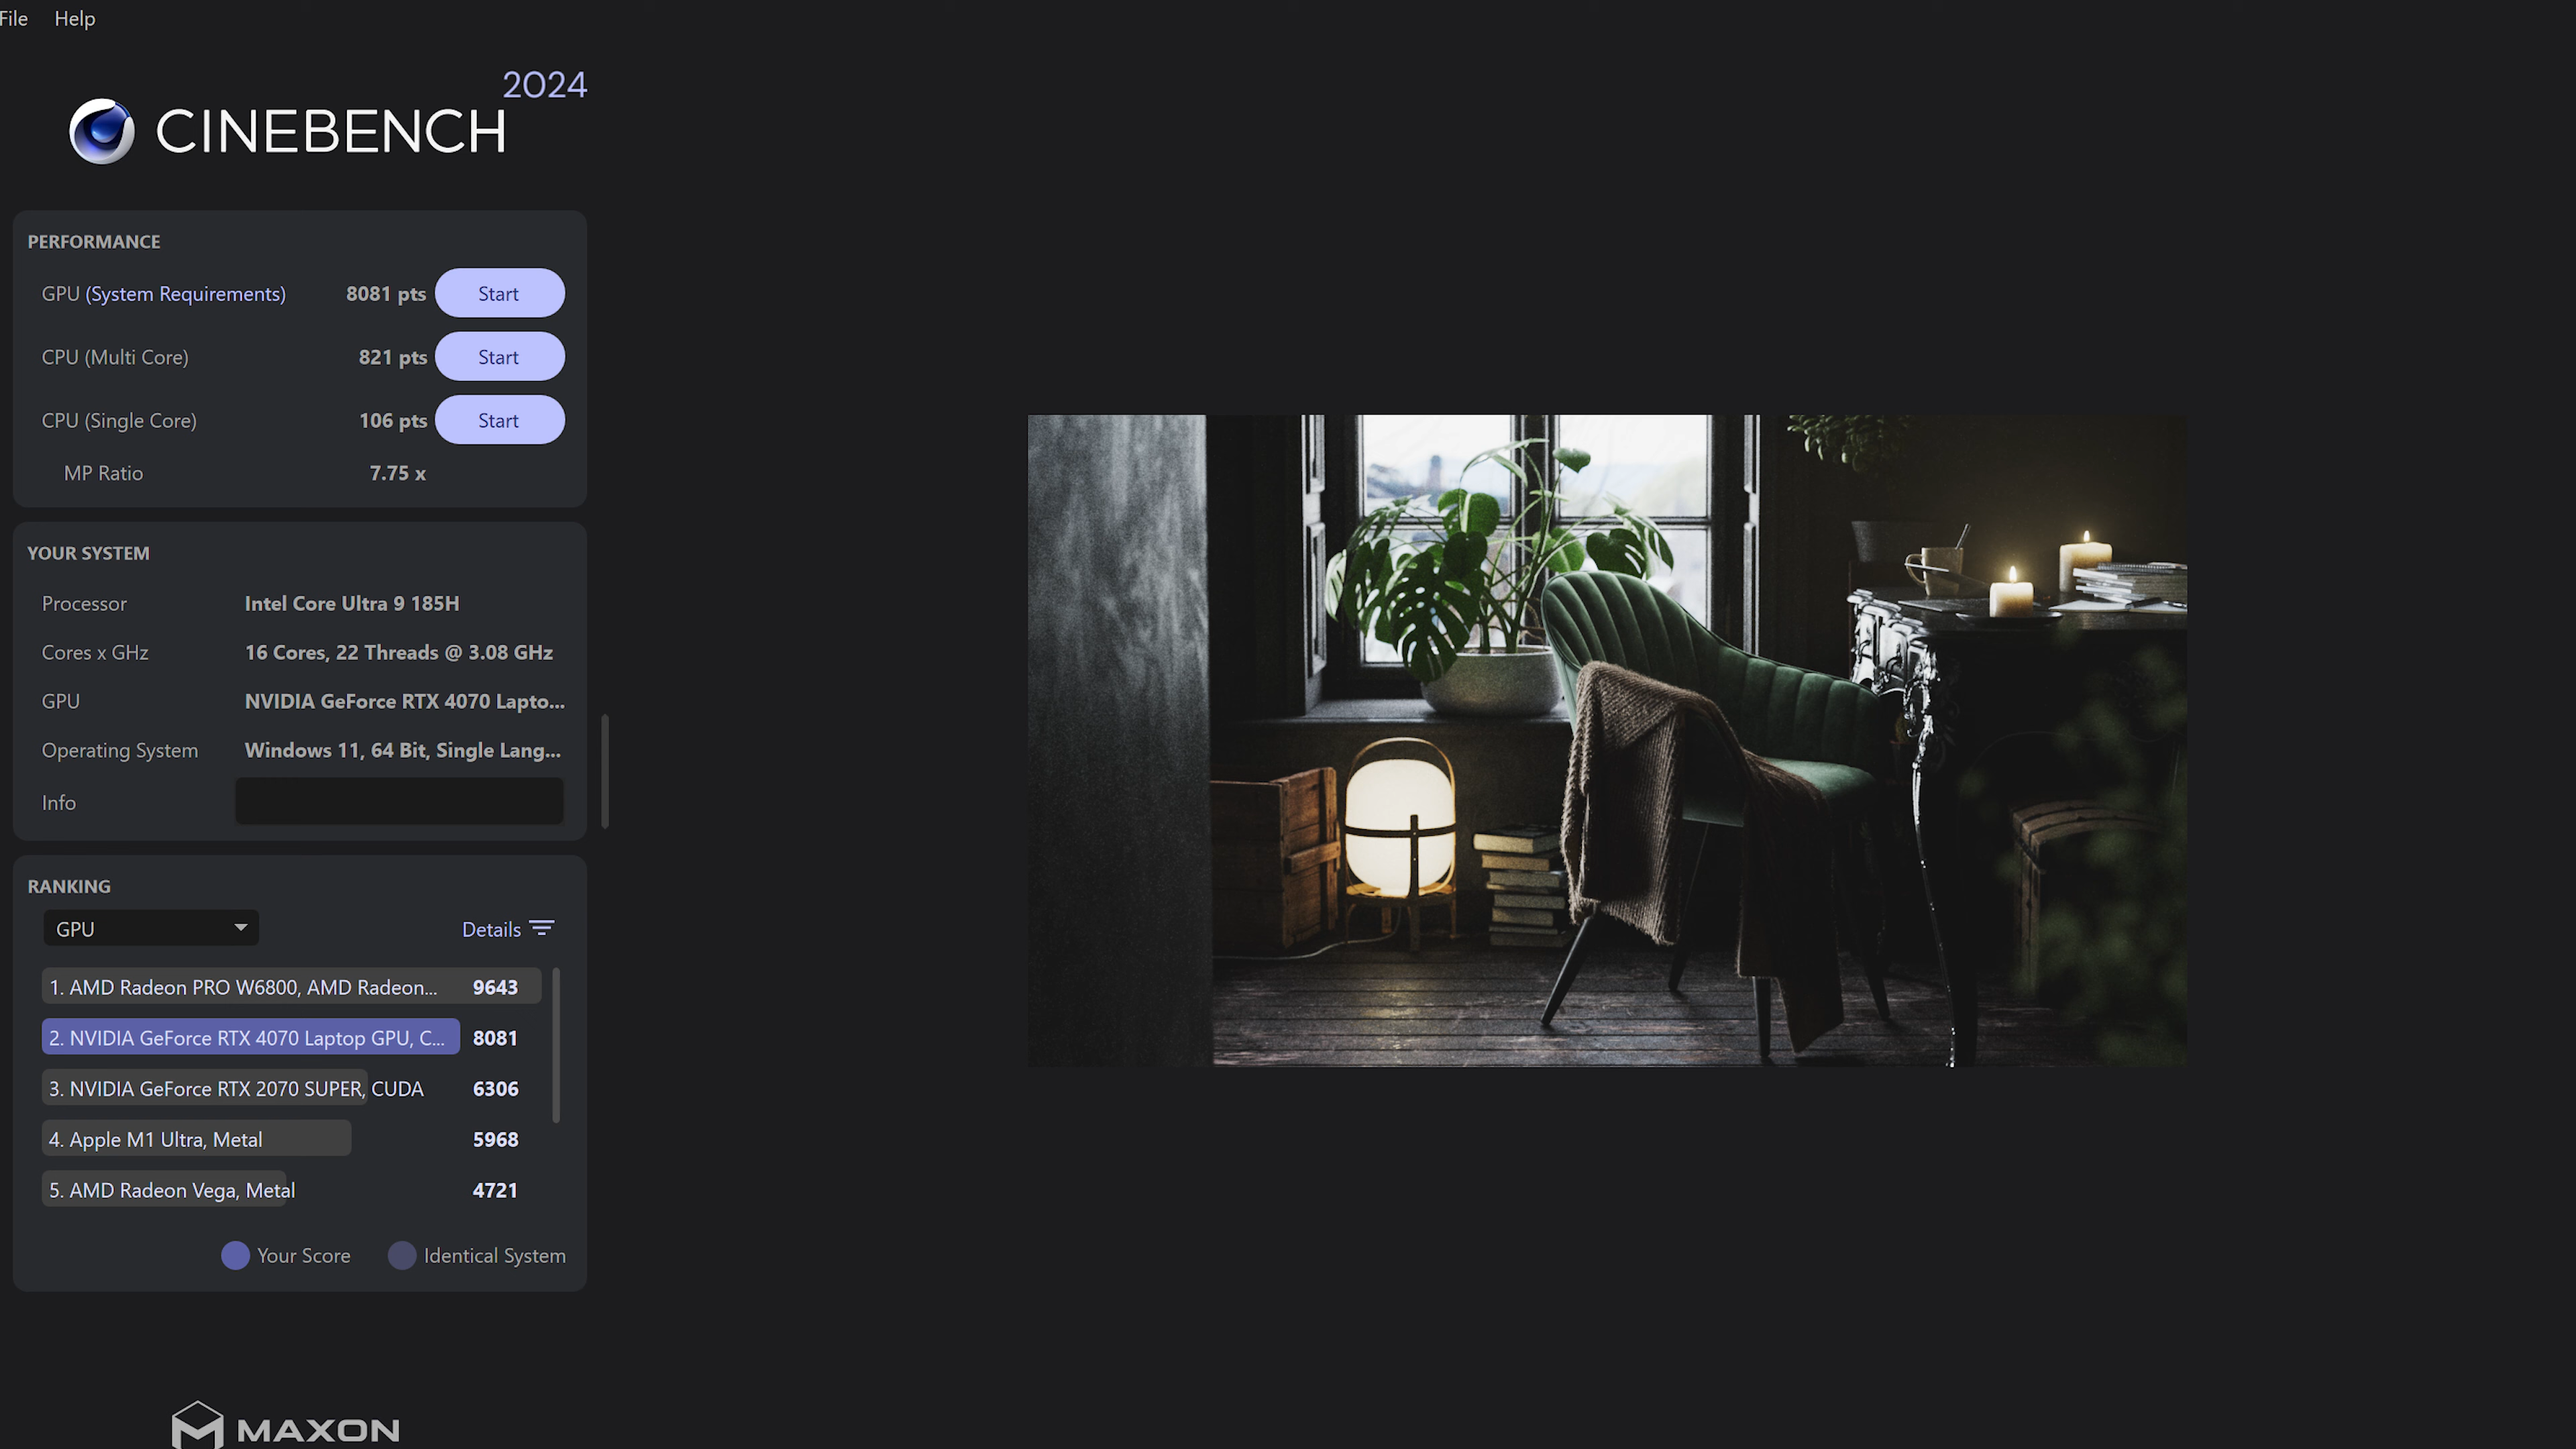 File Help
2024
CINEBENCH
PERFORMANCE
GPU (System Requirements) 8081 pts Start
CPU (Multi Core) 821 pts Start
CPU (Single Core) 106 pts Start
MP Ratio 7.75 x
YOUR SYSTEM
Processor Intel Core Ultra 9 185H
Cores x GHz 16 Cores, 22 Threads @ 3.08 GHz
GPU NVIDIA GeForce RTX 4070 Lapto...
Operating System Windows 11, 64 Bit, Single Lang...
Info
RANKING
GPU Details
1. AMD Radeon PRO W6800, AMD Radeon... 9643
2. NVIDIA GeForce RTX 4070 Laptop GPU, C... 8081
3. NVIDIA GeForce RTX 2070 SUPER, CUDA 6306
4. Apple M1 Ultra, Metal 5968
5. AMD Radeon Vega, Metal 4721
Your Score Identical System
MAXON